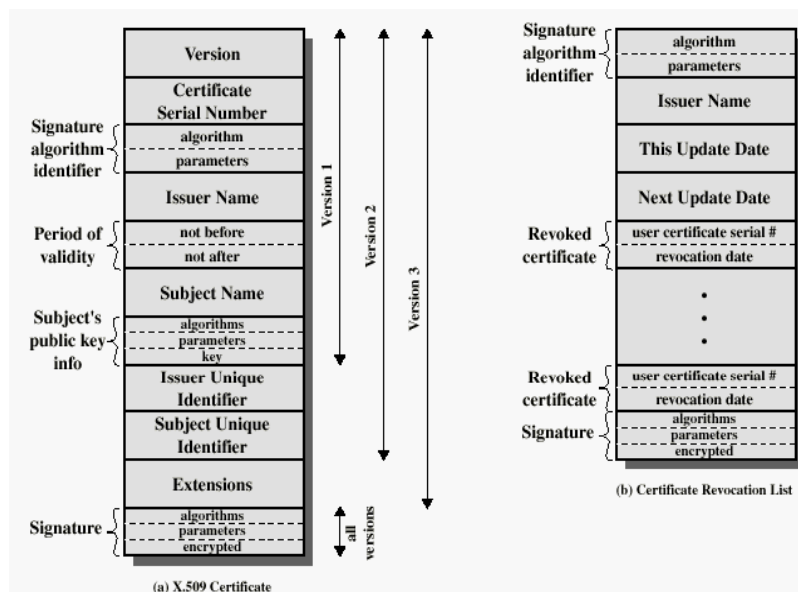 Version
Certificate
Serial Number
Signature
algorithm
identifier
algorithm
parameters
Issuer Name
Period of
validity
not before
not after
Subject Name
Subject's
public key
info
algorithms
parameters
key
Issuer Unique
Identifier
Subject Unique
Identifier
Extensions
Signature
algorithms
parameters
encrypted
Version 1
Version 2
Version 3
all
versions
(a) X.509 Certificate
Signature
algorithm
identifier
algorithm
parameters
Issuer Name
This Update Date
Next Update Date
Revoked
certificate
user certificate serial #
revocation date
Revoked
certificate
user certificate serial #
revocation date
Signature
algorithms
parameters
encrypted
(b) Certificate Revocation List